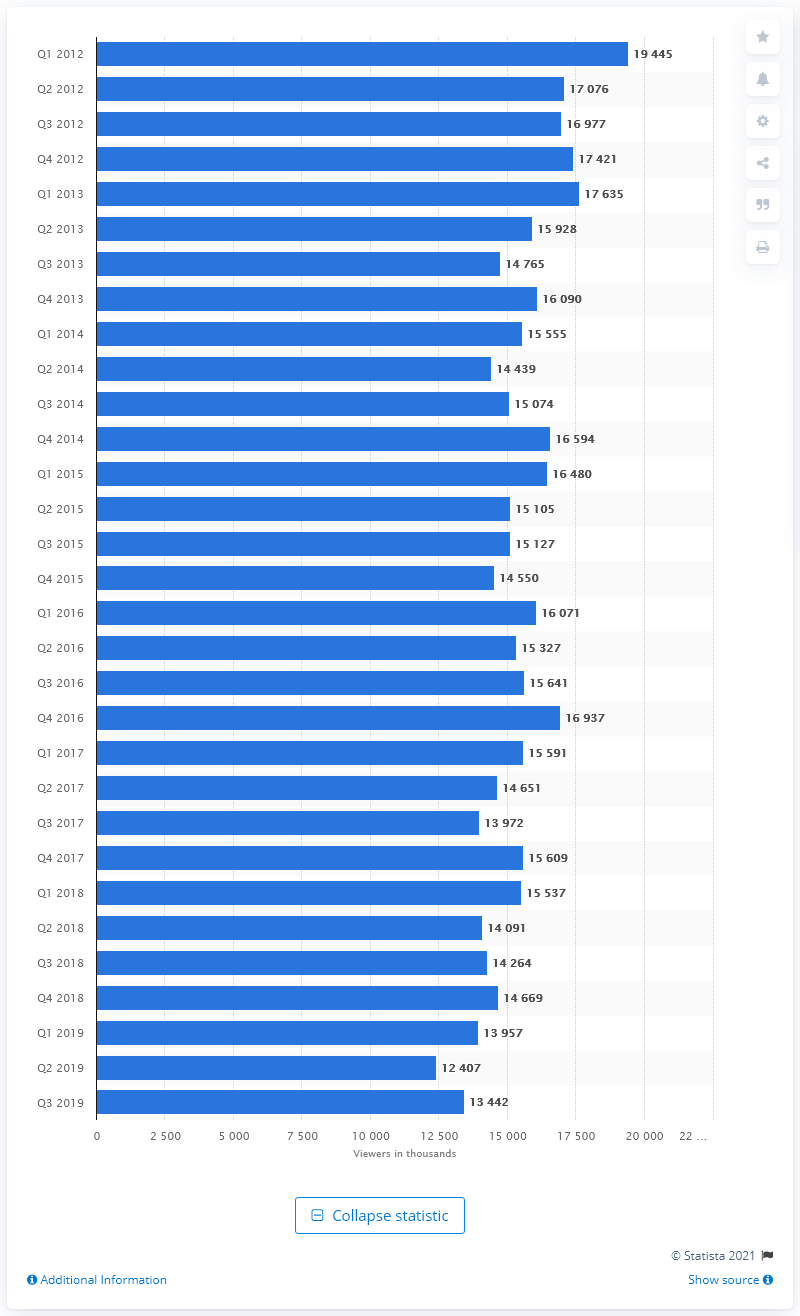 Q1 2012 19 445
Q2 2012 17 076
Q3 2012 16 977
Q4 2012 17 421
Q1 2013 17 635
Q2 2013 15 928
Q3 2013 14 765
Q4 2013 16 090
Q1 2014 15 555
Q2 2014 14 439
Q3 2014 15 074
Q4 2014 16 594
Q1 2015 16 480
Q2 2015 15 105
Q3 2015 15 127
Q4 2015 14 550
Q1 2016 16 071
Q2 2016 15 327
Q3 2016 15 641
Q4 2016 16 937
Q1 2017 15 591
Q2 2017 14 651
Q3 2017 13 972
Q4 2017 15 609
Q1 2018 15 537
Q2 2018 14 091
Q3 2018 14 264
Q4 2018 14 669
Q1 2019 13 957
Q2 2019 12 407
Q3 2019 13 442
0 2 500 5 000 7 500 10 000 12 500 15 000 17 500 20 000 22 ...
Viewers in thousands
Collapse statistic
© Statista 2021
Additional Information Show source